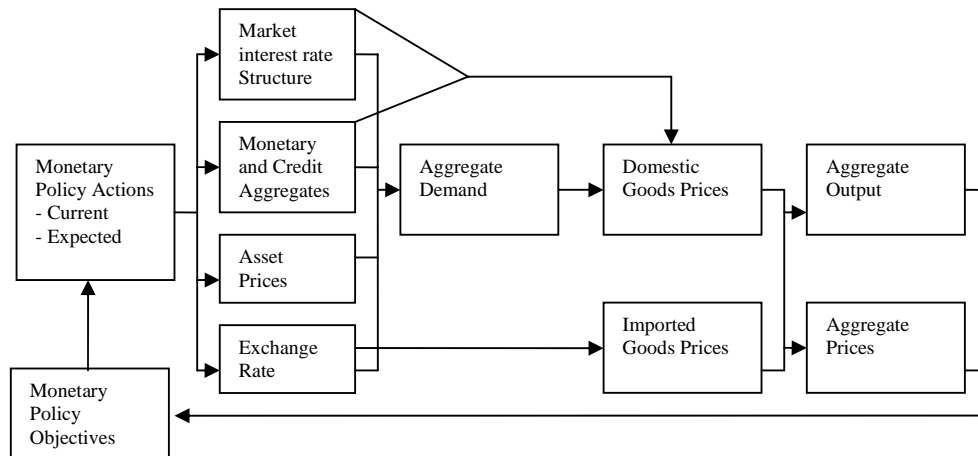 Market
interest rate
Structure
Monetary
Policy Actions
- Current
- Expected
Monetary
and Credit
Aggregates
Aggregate
Demand
Domestic
Goods Prices
Aggregate
Output
Asset
Prices
Exchange
Rate
Imported
Goods Prices
Aggregate
Prices
Monetary
Policy
Objectives